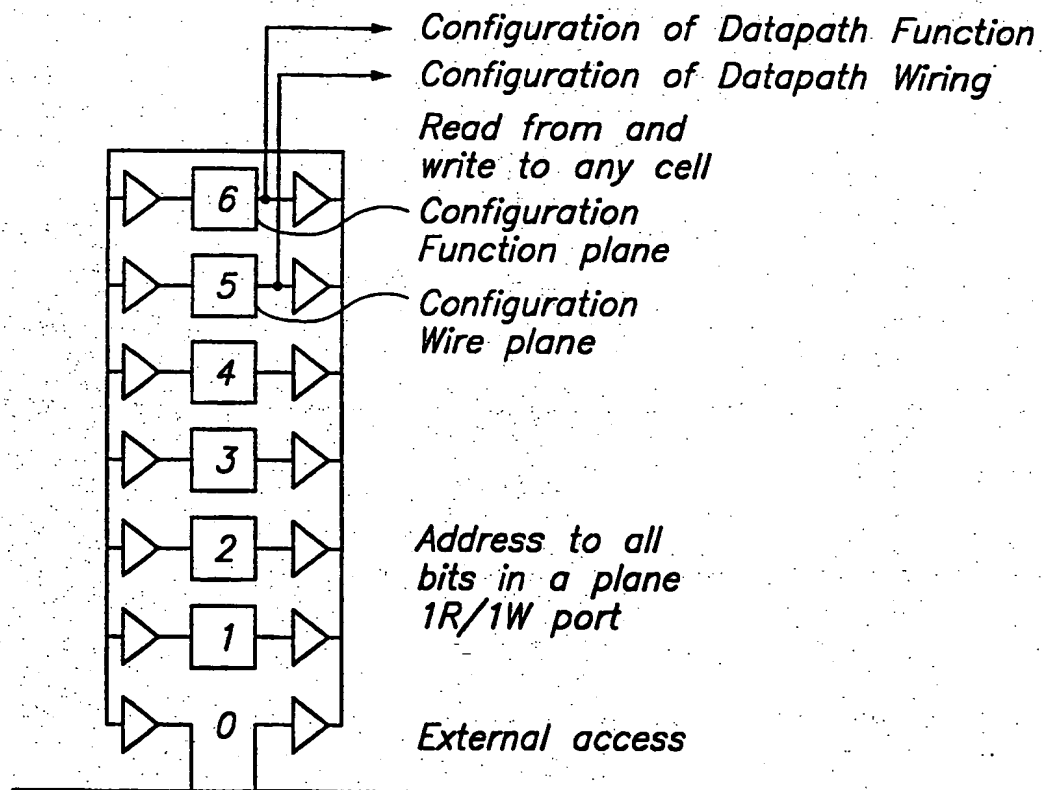 Configuration of Datapath Function
Configuration of Datapath Wiring
Read from and
write to any cell
6
Configuration
Function plane
5
Configuration
Wire plane
4
3
2
Address to all
bits in a plane
1R/1W port
1
0
External access